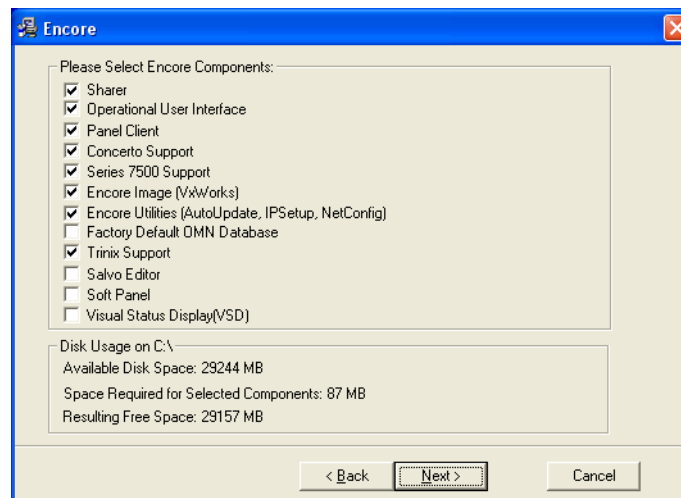 Encore
Please Select Encore Components:
Sharer
Operational User Interface
Panel Client
Concerto Support
Series 7500 Support
Encore Image (VxWorks)
Encore Utilities (AutoUpdate, IPSetup, NetConfig)
Factory Default OMN Database
Trinix Support
Salvo Editor
Soft Panel
Visual Status Display(VSD)
Disk Usage on C:\
Available Disk Space: 29244 MB
Space Required for Selected Components: 87 MB
Resulting Free Space: 29157 MB
< Back Next > Cancel